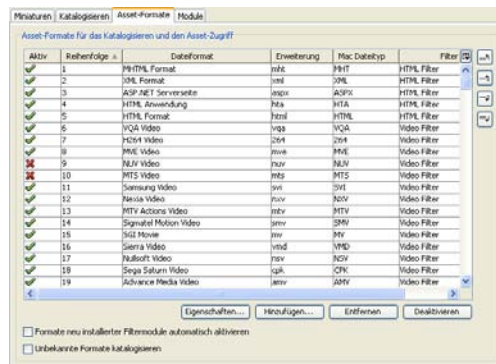 Miniaturen Katalogisieren Asset-Formate Module
Asset-Formate für das Katalogisieren und den Asset-Zugriff
Aktiv Reihenfolge Dateiformat Erweiterung Mac Dateityp Filter
1 MHTML Format mht MHT HTML Filter
2 XML Format xml XML HTML Filter
3 ASP.NET Serverseite aspx ASPX HTML Filter
4 HTML Anwendung hta HTA HTML Filter
5 HTML Format html HTML HTML Filter
6 VQA Video vqa VQA Video Filter
7 H264 Video 264 264 Video Filter
8 MVE Video mve MVE Video Filter
9 NUV Video nuv NUV Video Filter
10 MTS Video mts MTS Video Filter
11 Samsung Video svi SVI Video Filter
12 Nexia Video nxv NXV Video Filter
13 MTV Actions Video mtv MTV Video Filter
14 Sigmatel Motion Video smv SMV Video Filter
15 SGI Movie mv MV Video Filter
16 Sierra Video vmd VMD Video Filter
17 Nullsoft Video nsv NSV Video Filter
18 Sega Saturn Video cpk CPK Video Filter
19 Advance Media Video amv AMV Video Filter
Eigenschaften... Hinzufügen... Entfernen Deaktivieren
Formate neu installierter Filtermodule automatisch aktivieren
Unbekannte Formate katalogisieren